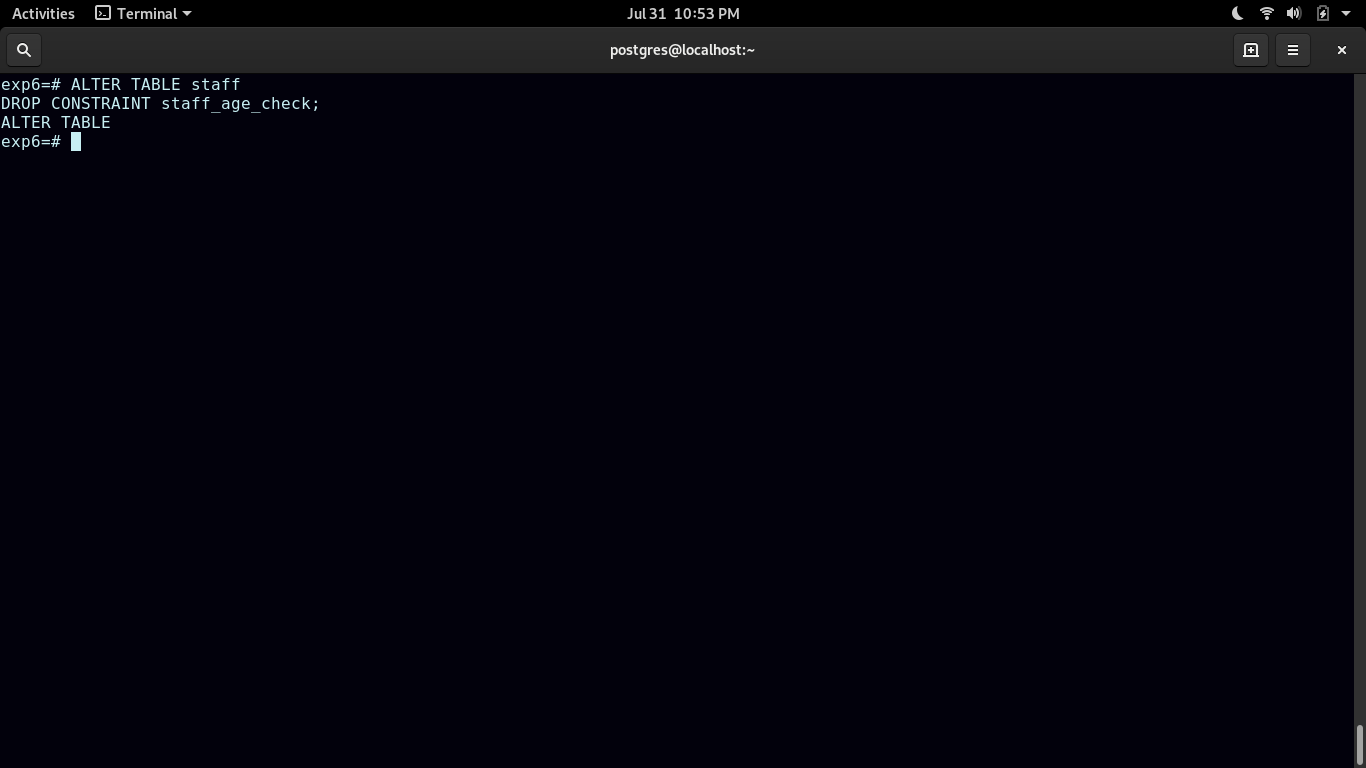 Activities Terminal Jul 31 10:53 PM
postgres@localhost:~
exp6=# ALTER TABLE staff
DROP CONSTRAINT staff_age_check;
ALTER TABLE
exp6=#